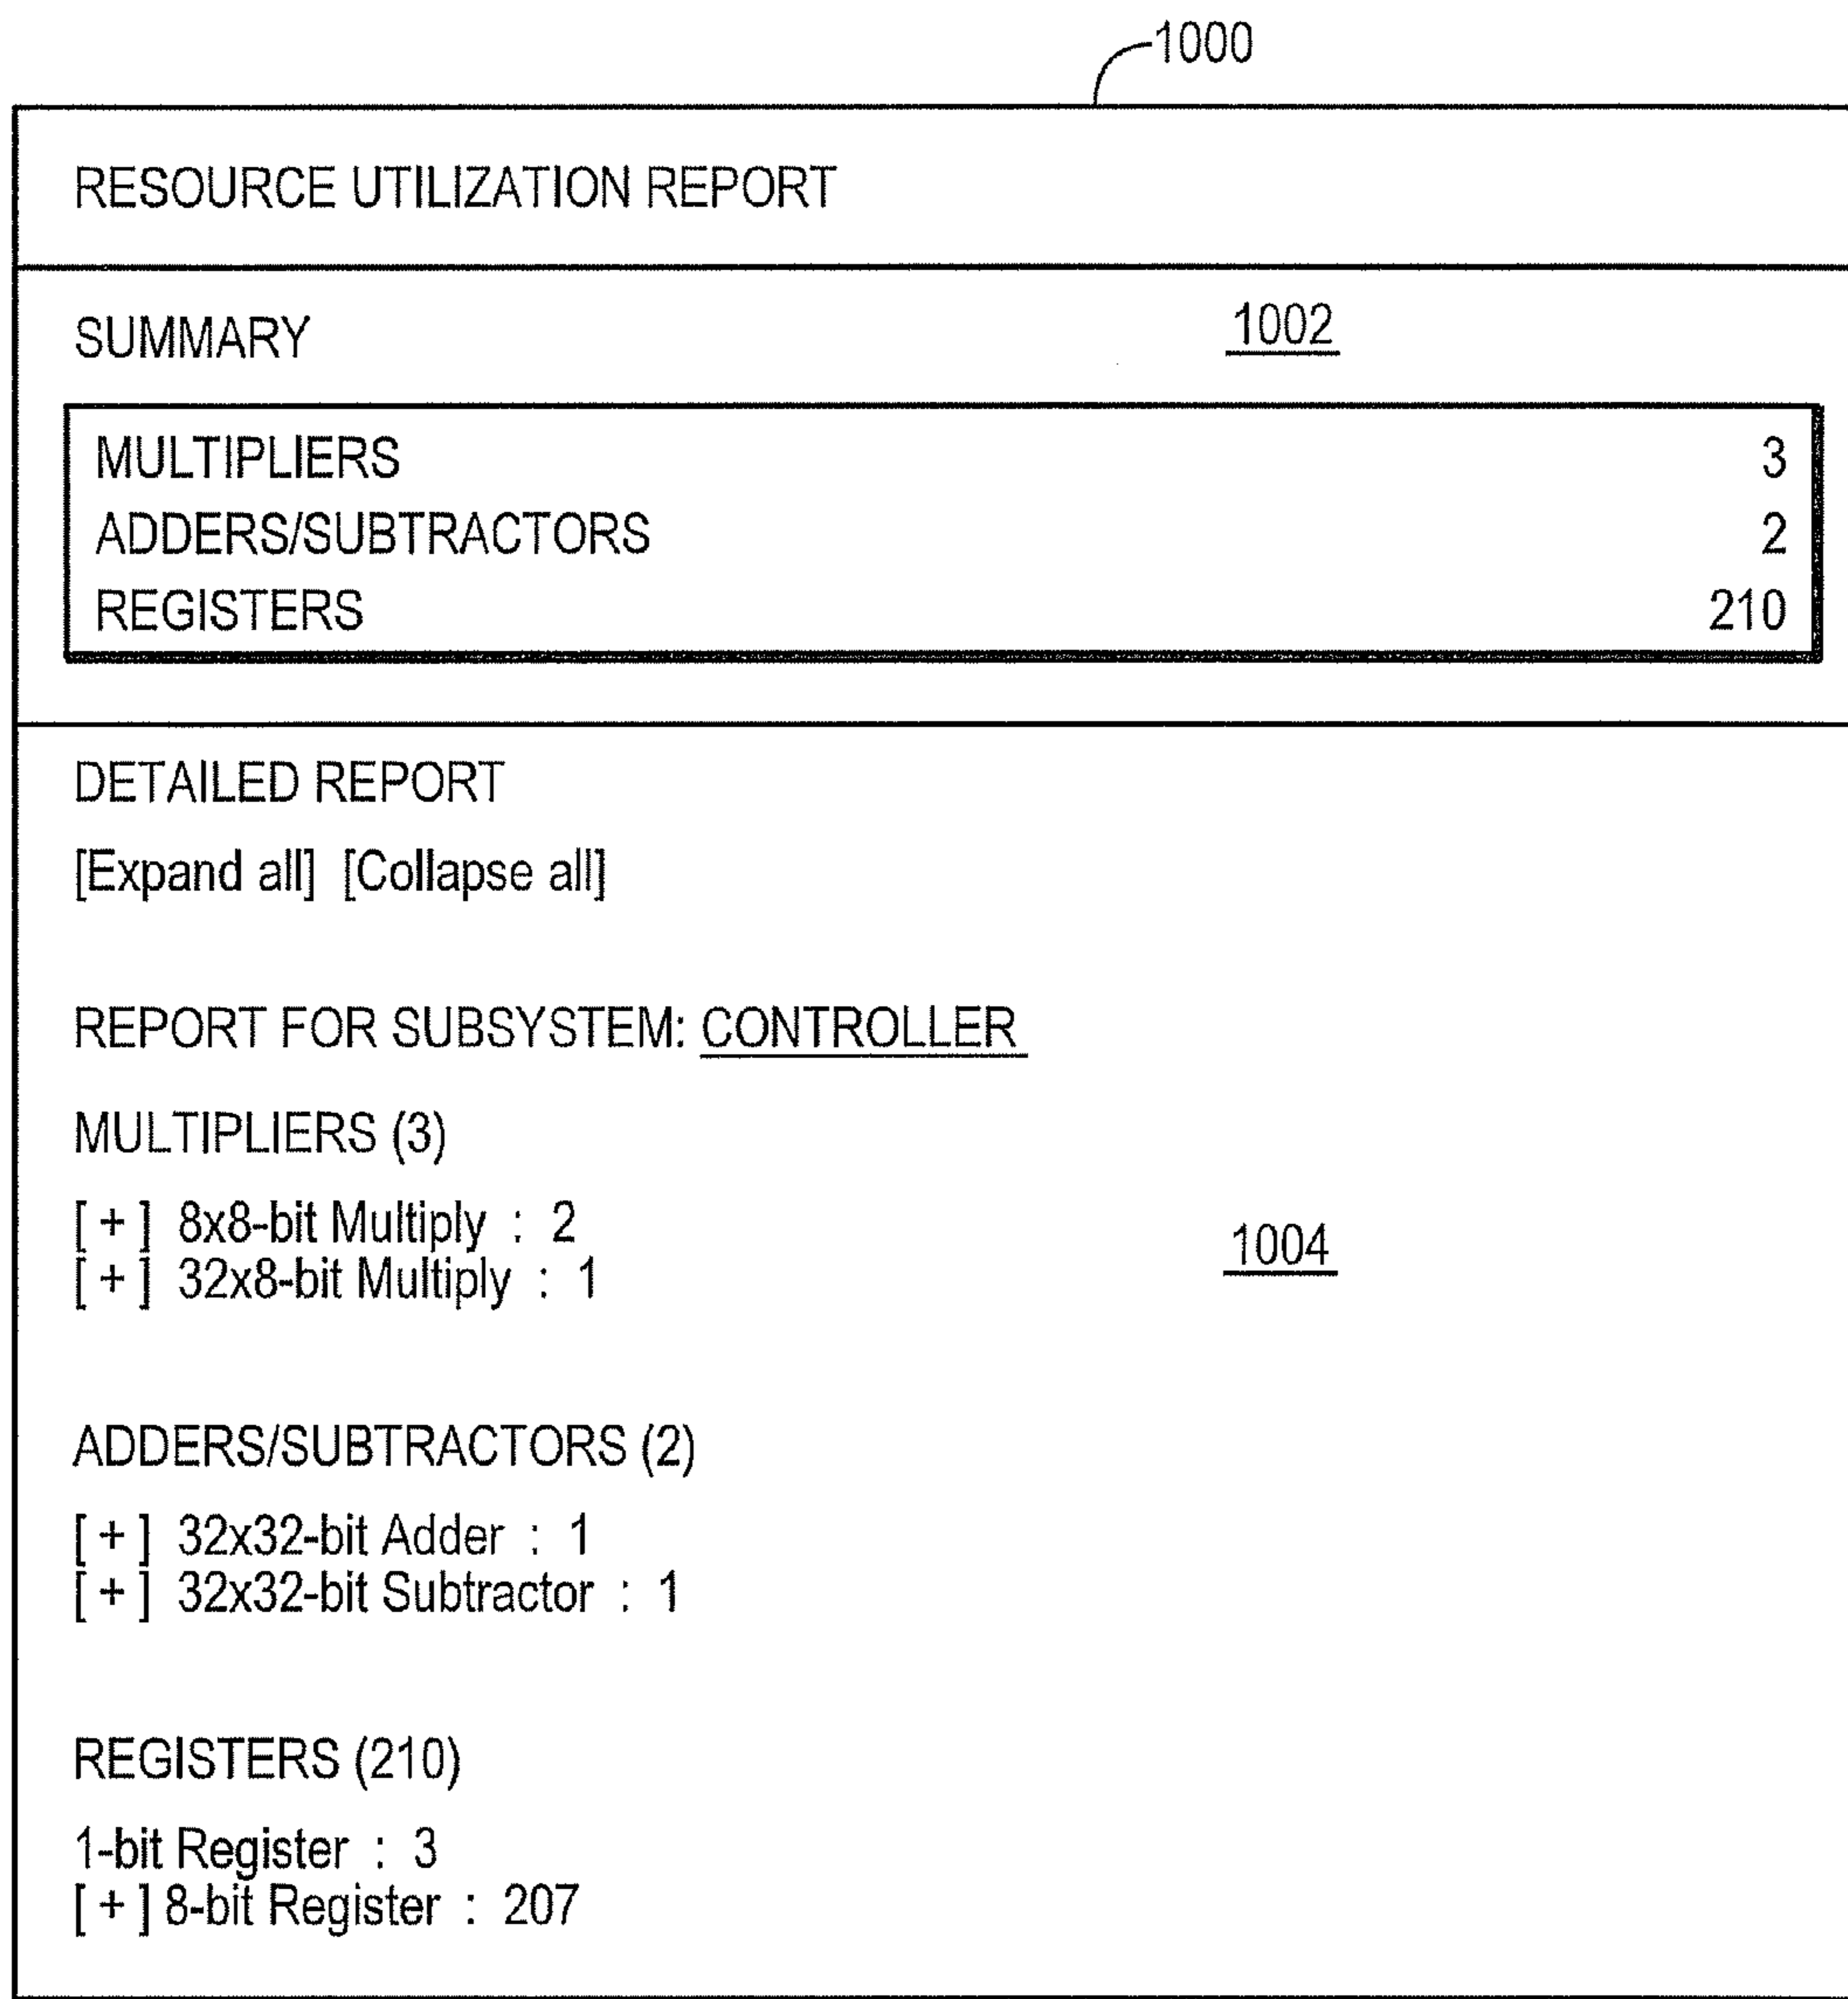 1000
RESOURCE UTILIZATION REPORT
SUMMARY 1002
MULTIPLIERS 3
ADDERS/SUBTRACTORS 2
REGISTERS 210
DETAILED REPORT
[Expand all] [Collapse all]
REPORT FOR SUBSYSTEM: CONTROLLER
MULTIPLIERS (3)
[ + ] 8x8-bit Multiply : 2
1004
[ + ] 32x8-bit Multiply : 1
ADDERS/SUBTRACTORS (2)
[ + ] 32x32-bit Adder : 1
[ + ] 32x32-bit Subtractor : 1
REGISTERS (210)
1-bit Register : 3
[ + ] 8-bit Register : 207